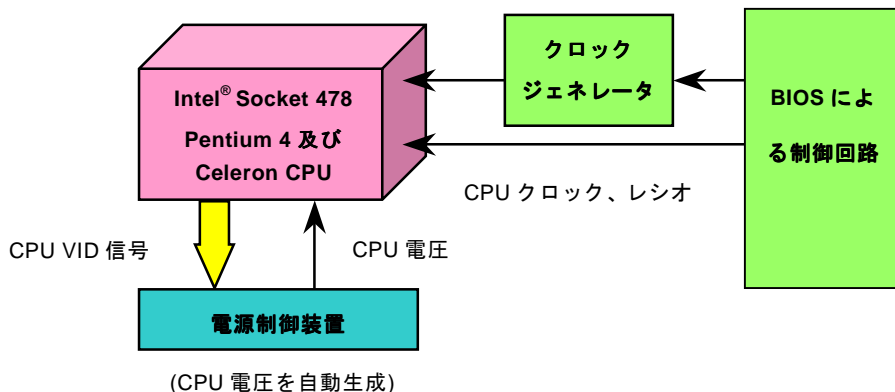 Intel® Socket 478
Pentium 4 及び
Celeron CPU
クロック
ジェネレータ
BIOS によ
る制御回路
CPU クロック、レシオ
CPU VID 信号
CPU 電圧
電源制御装置
(CPU 電圧を自動生成)